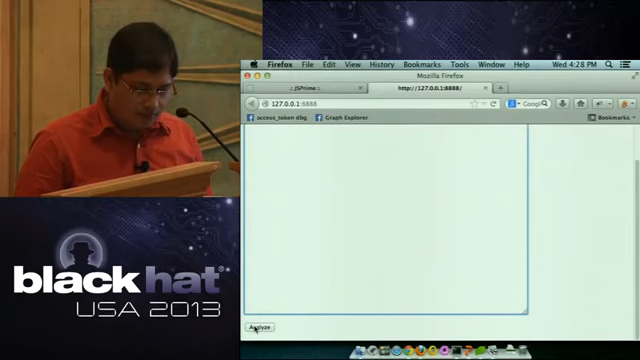 Firefox File Edit View History Bookmarks Tools Window Help Wed 4:28 PM
Mozilla Firefox
.: JSPrime :.
http://127.0.0.1:8888/
127.0.0.1:8888
Googl
access_token dbg
Graph Explorer
Bookmarks
Analyze
black hat®
USA 2013